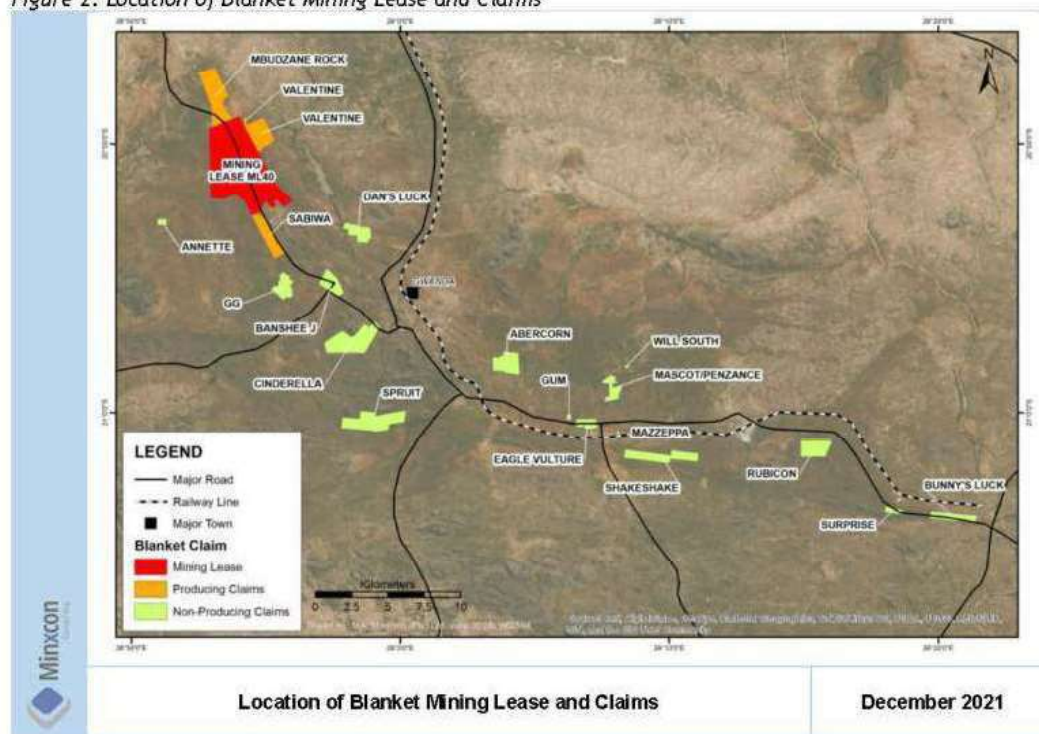 Figure 2: Location of Blanket Mining Lease and Claims
N
MBUDZANE ROCK
VALENTINE
VALENTINE
MINING
LEASE ML40
DAN'S LUCK
SABIWA
ANNETTE
GWANDA
GG
BANSHEE J
ABERCORN
WILL SOUTH
CINDERELLA
GUM
MASCOT/PENZANCE
SPRUIT
MAZZEPPA
EAGLE VULTURE
RUBICON
SHAKESHAKE
BUNNY'S LUCK
SURPRISE
LEGEND
Major Road
Railway Line
Major Town
Blanket Claim
Mining Lease
Producing Claims
Non-Producing Claims
Kilometers
0 2.5 5 7.5 10
Minxcon
Location of Blanket Mining Lease and Claims
December 2021